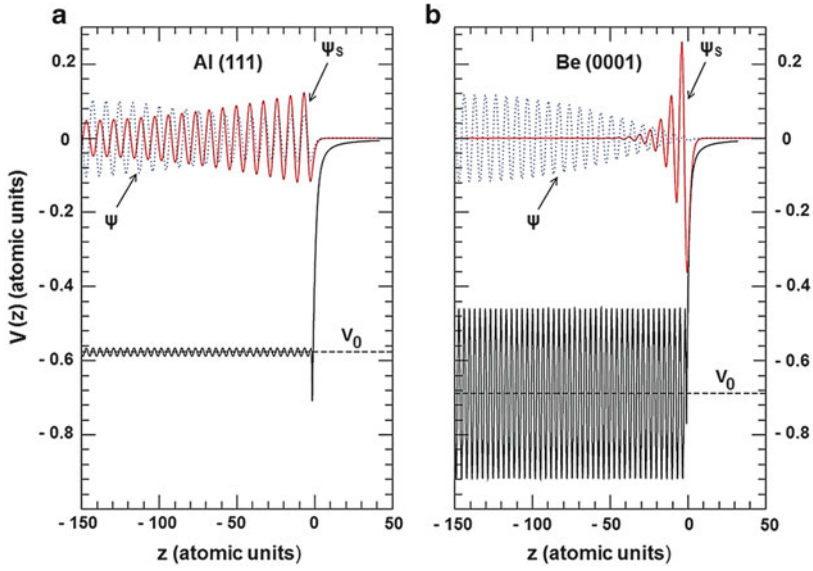 a
b
Al (111)
Be (0001)
Ψs
Ψs
Ψ
Ψ
V0
V0
V(z) (atomic units)
0.2
0
- 0.2
- 0.4
- 0.6
- 0.8
0.2
0
- 0.2
- 0.4
- 0.6
- 0.8
- 150
- 100
- 50
0
50
- 150
- 100
- 50
0
50
z (atomic units)
z (atomic units)